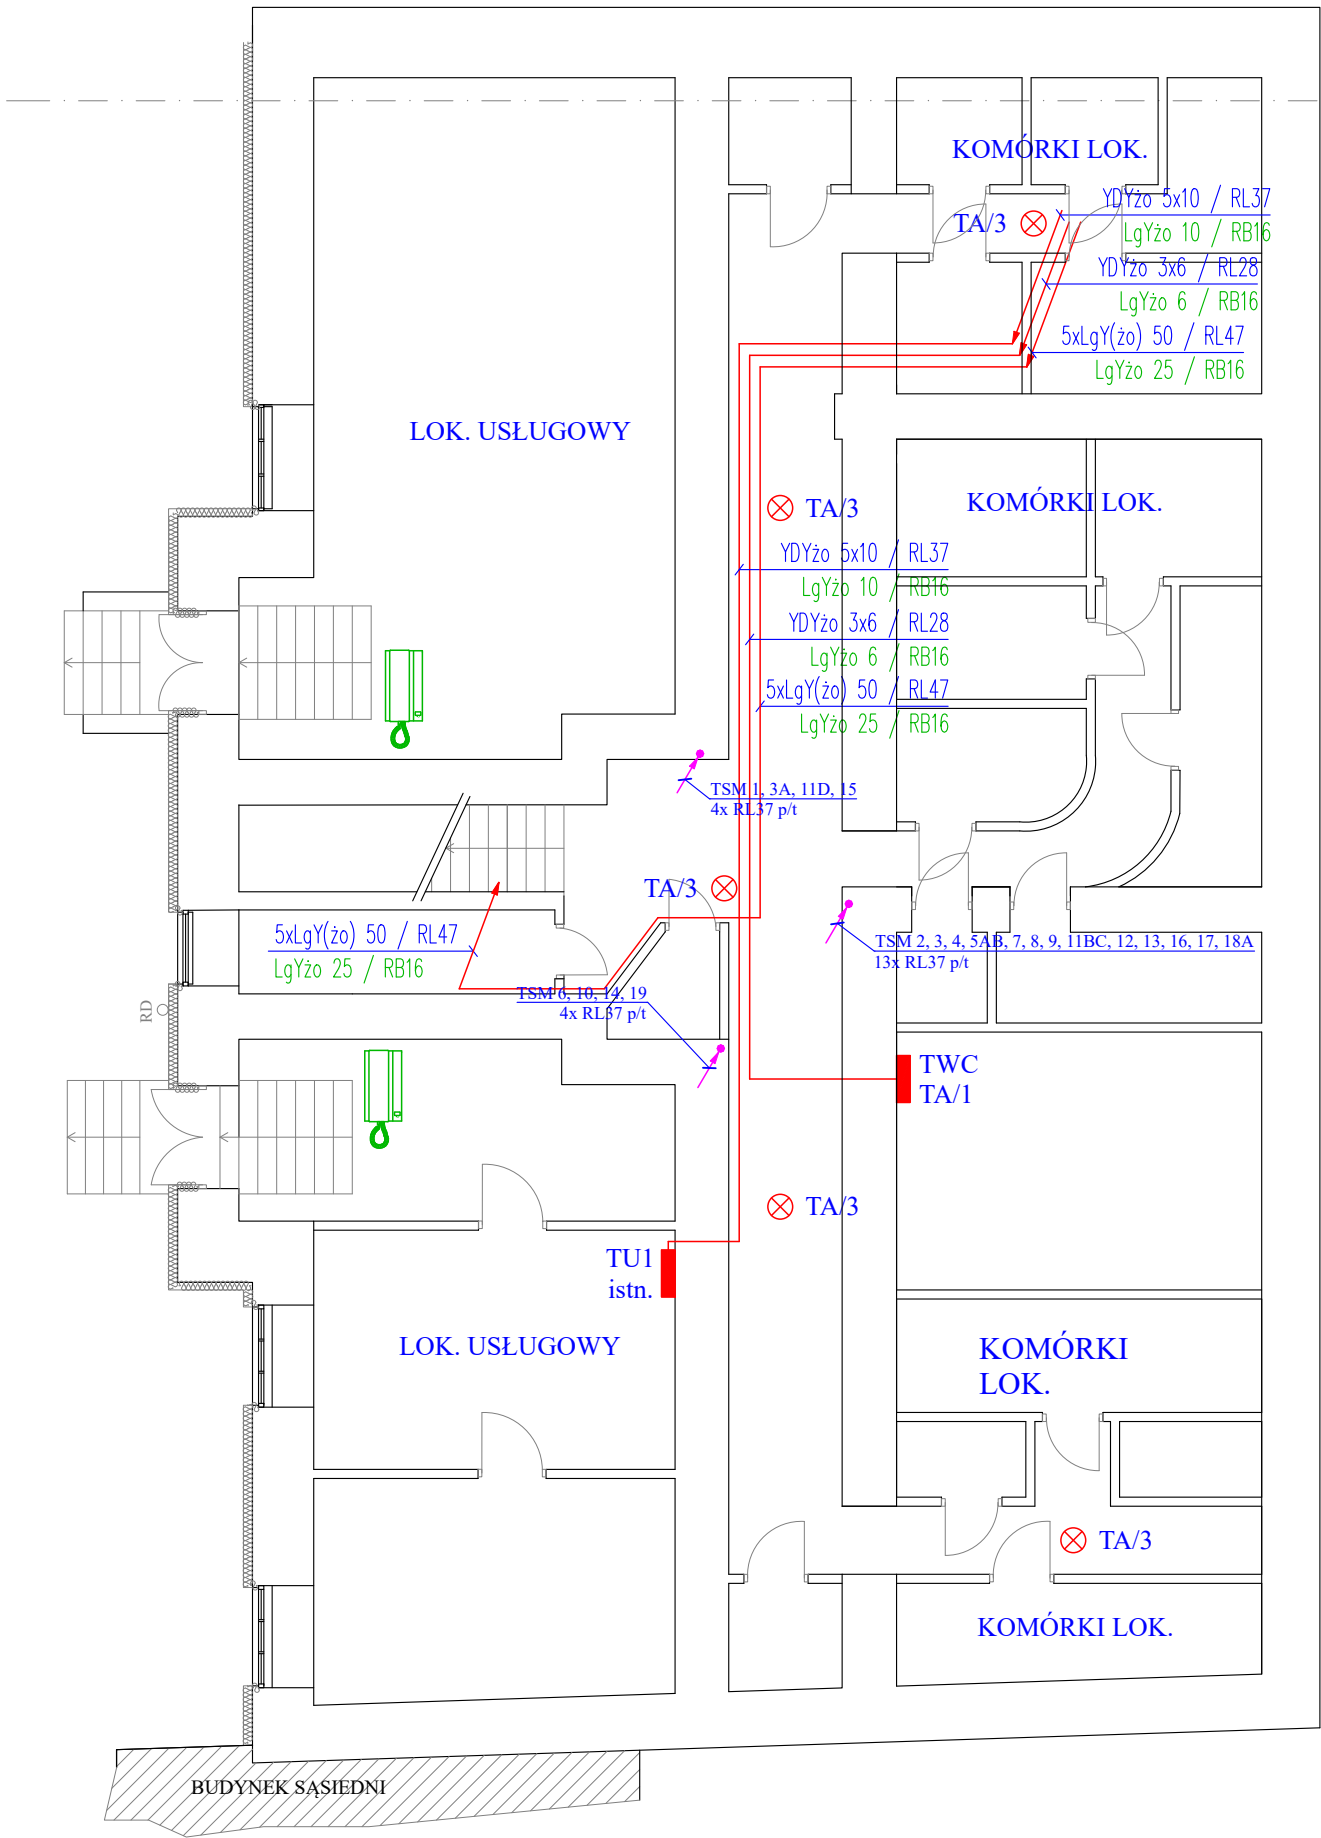 KOMÓRKI LOK.
YDYżo 5x10 / RL37
TA/3
LgYżo 10 / RB16
YDYżo 3x6 / RL28
LgYżo 6 / RB16
5xLgY(żo) 50 / RL47
LgYżo 25 / RB16
LOK. USŁUGOWY
KOMÓRKI LOK.
TA/3
YDYżo 5x10 / RL37
LgYżo 10 / RB16
YDYżo 3x6 / RL28
LgYżo 6 / RB16
5xLgY(żo) 50 / RL47
LgYżo 25 / RB16
TSM 1, 3A, 11D, 15
4x RL37 p/t
TA/3
5xLgY(żo) 50 / RL47
LgYżo 25 / RB16
TSM 2, 3, 4, 5AB, 7, 8, 9, 11BC, 12, 13, 16, 17, 18A
13x RL37 p/t
TSM 6, 10, 14, 19
4x RL37 p/t
RD
TWC
TA/1
TA/3
TU1
istn.
LOK. USŁUGOWY
KOMÓRKI
LOK.
TA/3
KOMÓRKI LOK.
BUDYNEK SĄSIEDNI